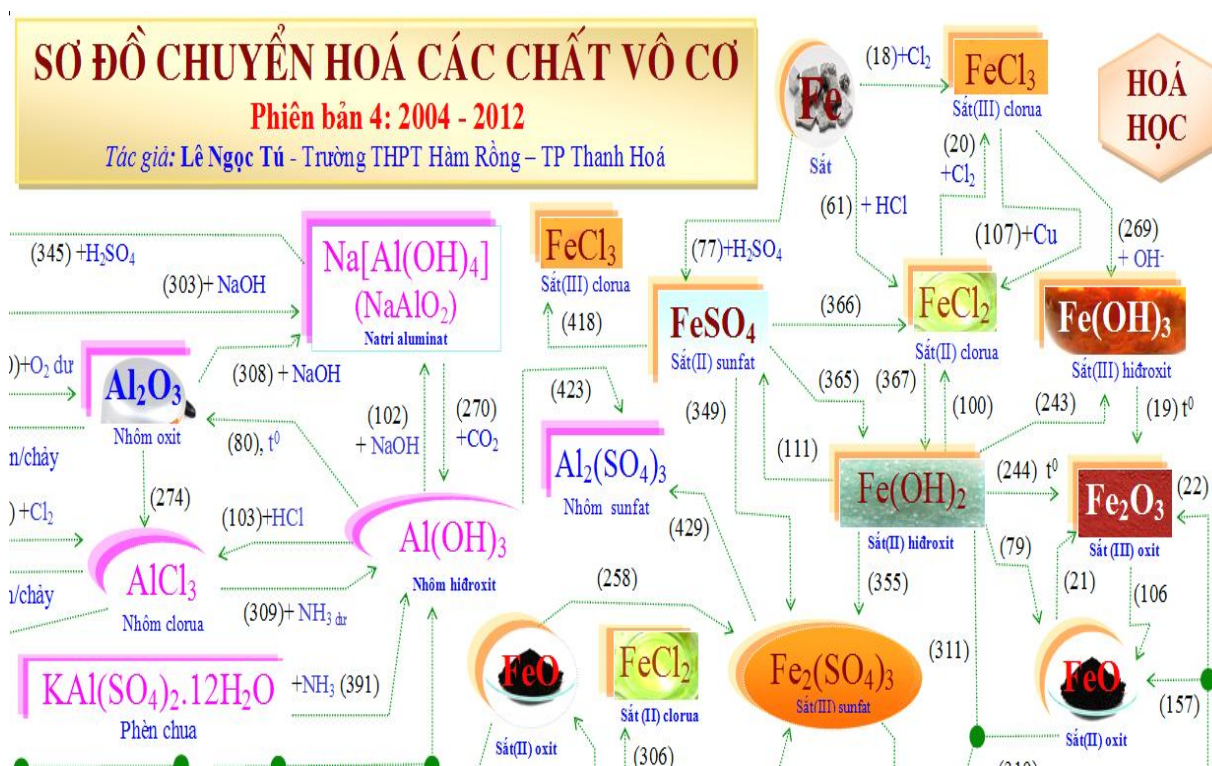 SƠ ĐỒ CHUYỂN HOÁ CÁC CHẤT VÔ CƠ
Phiên bản 4: 2004 - 2012
Tác giả: Lê Ngọc Tú - Trường THPT Hàm Rồng – TP Thanh Hoá
Fe
Sắt
(18)+Cl₂
FeCl₃
Sắt(III) clorua
HOÁ
HỌC
(20)
+Cl₂
(61) + HCl
(107)+Cu
(269)
+ OH⁻
(77)+H₂SO₄
(345) +H₂SO₄
(303)+ NaOH
Na[Al(OH)₄]
(NaAlO₂)
Natri aluminat
FeCl₃
Sắt(III) clorua
(418)
FeSO₄
Sắt(II) sunfat
(366)
FeCl₂
Sắt(II) clorua
Fe(OH)₃
Sắt(III) hiđroxit
)+O₂ dư
Al₂O₃
Nhôm oxit
(308) + NaOH
(80), t⁰
(102)
+ NaOH
(270)
+CO₂
(423)
(349)
(365)
(367)
(100)
(243)
(19) t⁰
(111)
n/chảy
(274)
Al₂(SO₄)₃
Nhôm sunfat
Fe(OH)₂
Sắt(II) hiđroxit
(244) t⁰
Fe₂O₃
Sắt (III) oxit
(22)
) + Cl₂
(103)+HCl
Al(OH)₃
Nhôm hiđroxit
(429)
AlCl₃
Nhôm clorua
(309)+ NH₃ dư
(258)
(355)
(79)
(21)
(106
KAl(SO₄)₂.12H₂O
Phèn chua
+NH₃ (391)
FeO
Sắt(II) oxit
FeCl₂
Sắt (II) clorua
(306)
Fe₂(SO₄)₃
Sắt(III) sunfat
(311)
FeO
Sắt(II) oxit
(157)